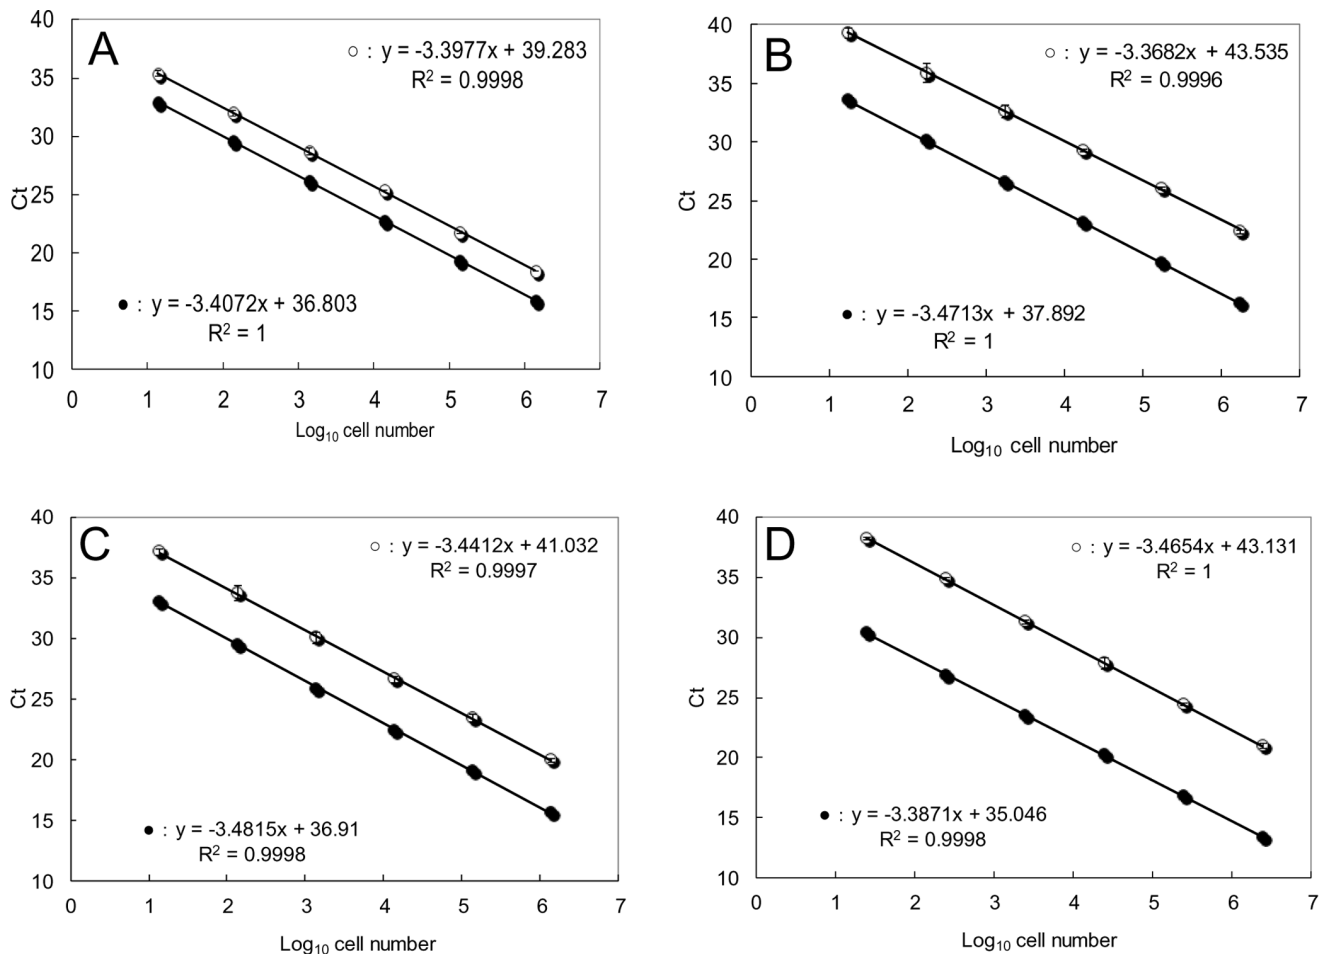 A
○ : y = -3.3977x + 39.283
R² = 0.9998
40
35
30
25
20
15
10
Ct
● : y = -3.4072x + 36.803
R² = 1
0 1 2 3 4 5 6 7
Log₁₀ cell number
B
○ : y = -3.3682x + 43.535
R² = 0.9996
40
35
30
25
20
15
10
Ct
● : y = -3.4713x + 37.892
R² = 1
0 1 2 3 4 5 6 7
Log₁₀ cell number
C
○ : y = -3.4412x + 41.032
R² = 0.9997
40
35
30
25
20
15
10
Ct
● : y = -3.4815x + 36.91
R² = 0.9998
0 1 2 3 4 5 6 7
Log₁₀ cell number
D
○ : y = -3.4654x + 43.131
R² = 1
40
35
30
25
20
15
10
Ct
● : y = -3.3871x + 35.046
R² = 0.9998
0 1 2 3 4 5 6 7
Log₁₀ cell number